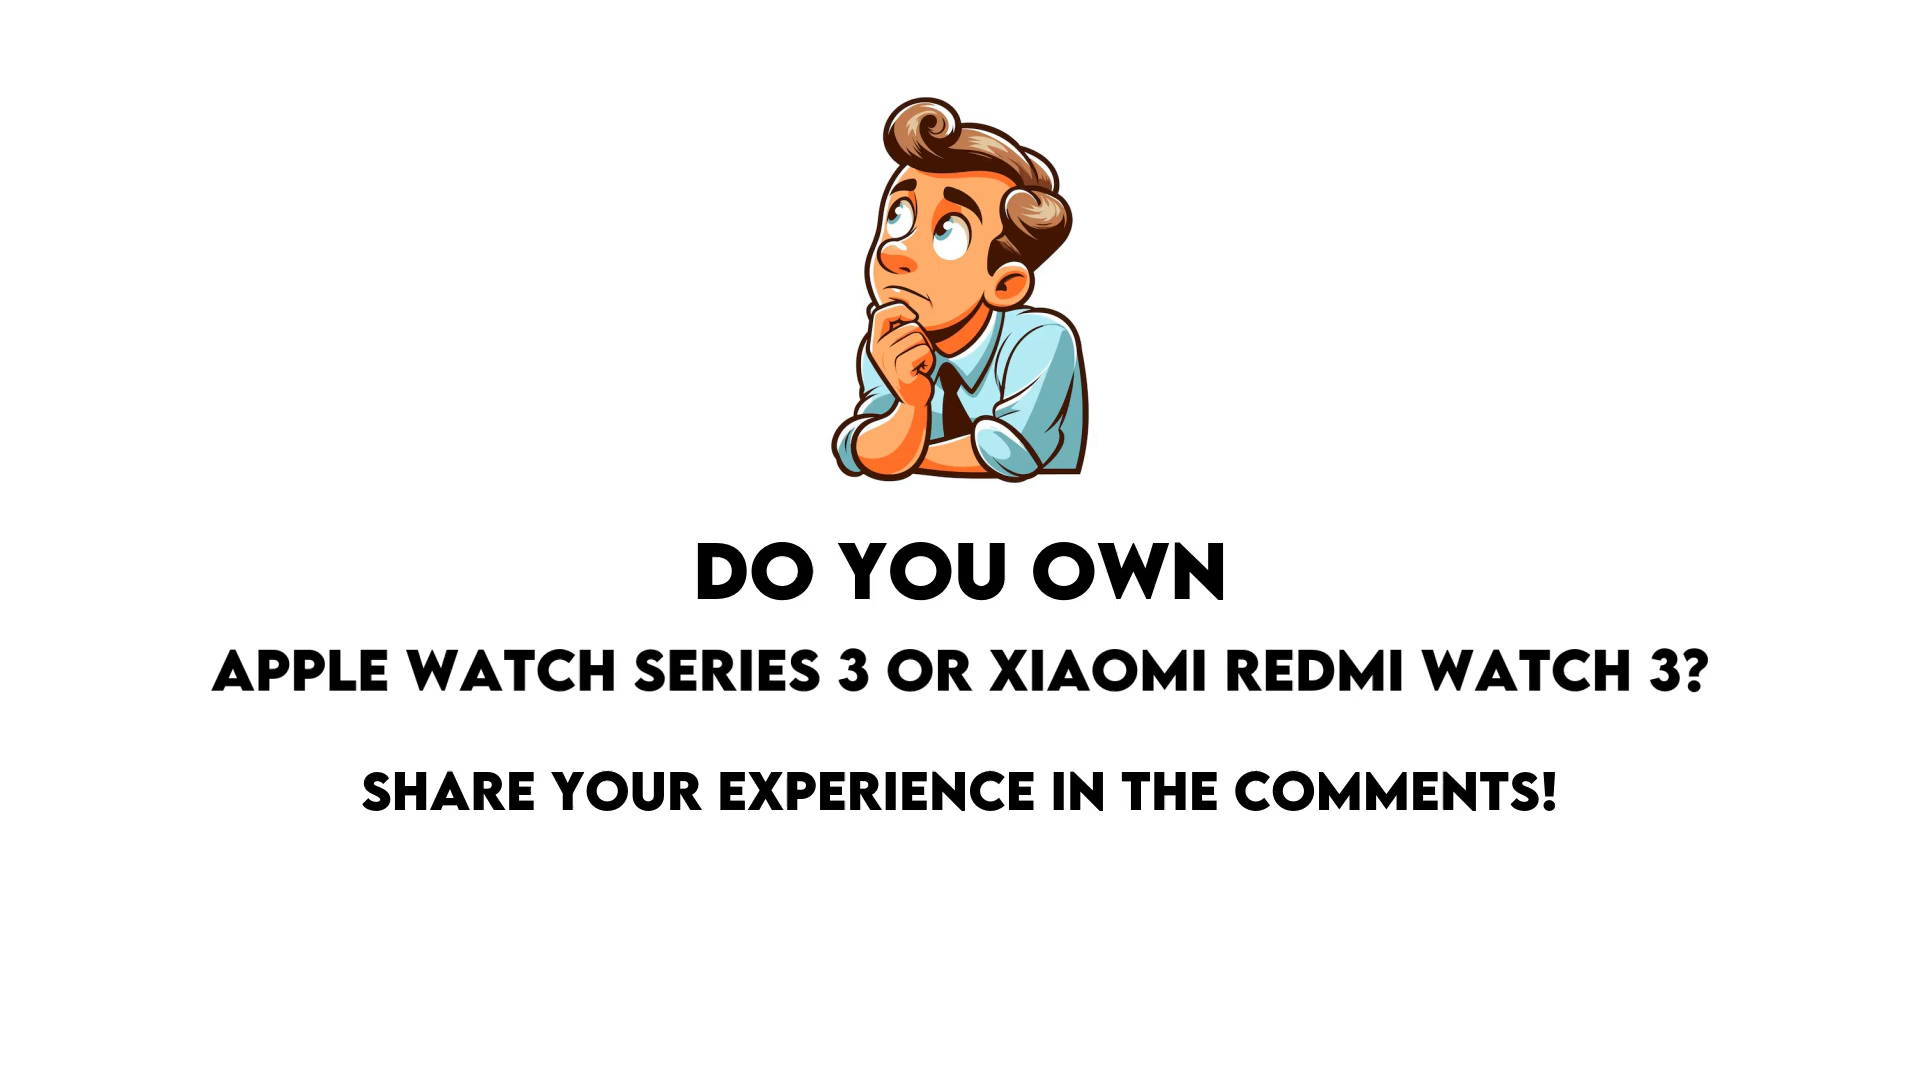 DO YOU OWN
APPLE WATCH SERIES 3 OR XIAOMI REDMI WATCH 3?
SHARE YOUR EXPERIENCE IN THE COMMENTS!